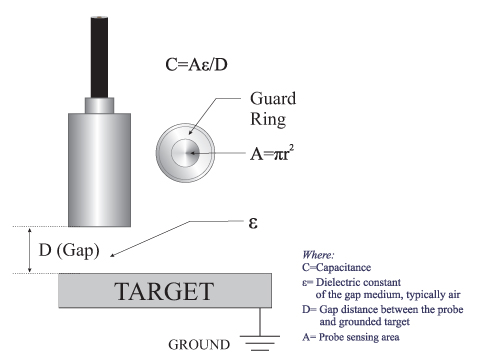 C=Aε/D
Guard
Ring
A=πr²
ε
D (Gap)
TARGET
GROUND
Where:
C=Capacitance
ε= Dielectric constant
of the gap medium, typically air
D= Gap distance between the probe
and grounded target
A= Probe sensing area